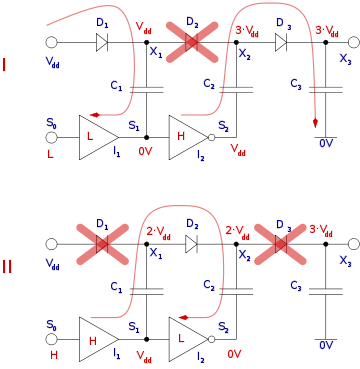 D1 Vdd D2 3·Vdd D3 3·Vdd
I
Vdd X1 X2 X3
C1 C2 C3
S0 S1 S2
L L H
I1 0V I2 Vdd 0V
D1 2·Vdd D2 2·Vdd D3 3·Vdd
II
Vdd X1 X2 X3
C1 C2 C3
S0 S1 S2
H H L
I1 Vdd I2 0V 0V